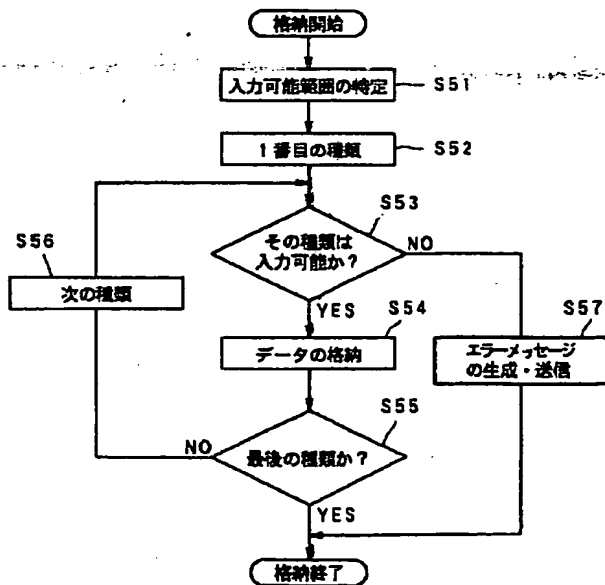 格納開始
入力可能範囲の特定
S51
1番目の種類
S52
S53
その種類は
入力可能か?
NO
YES
S56
次の種類
S54
データの格納
S57
エラーメッセージ
の生成・送信
S55
最後の種類か?
NO
YES
格納終了